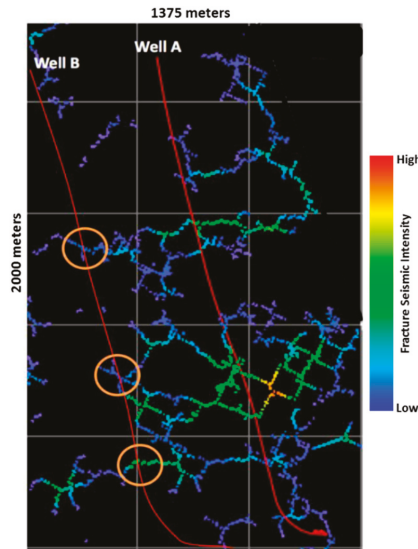 1375 meters
Well A
Well B
2000 meters
High
Fracture Seismic Intensity
Low